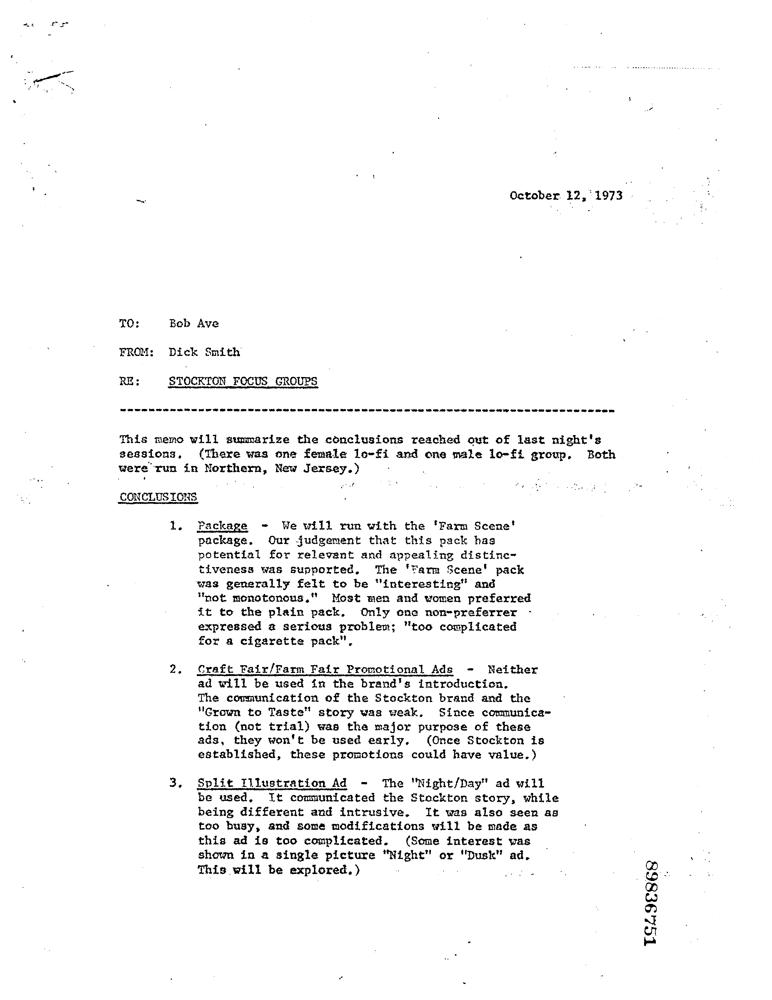 October 12, 1973
TO: Bob Ave
FROM: Dick Smith
RE: STOCKTON FOCUS GROUPS
This memo will summarize the conclusions reached out of last night's
sessions. (There was one female lo-fi and one male lo-fi group. Both
were run in Northern, New Jersey.)
CONCLUSIONS
1. Package - We will run with the 'Farm Scene'
package. Our judgement that this pack has
potential for relevant and appealing distinc-
tiveness was supported. The 'Farm Scene' pack
was generally felt to be "interesting" and
"not monotonous." Most men and women preferred
it to the plain pack. Only one non-preferrer
expressed a serious problem; "too complicated
for a cigarette pack".
2. Craft Fair/Farm Fair Promotional Ads - Neither
ad will be used in the brand's introduction.
The communication of the Stockton brand and the
"Grown to Taste" story was weak. Since communica-
tion (not trial) was the major purpose of these
ads, they won't be used early. (Once Stockton is
established, these promotions could have value.)
3. Split Illustration Ad - The "Night/Day" ad will
be used. It communicated the Stockton story, while
being different and intrusive. It was also seen as
too busy, and some modifications will be made as
this ad is too complicated. (Some interest was
shown in a single picture "Night" or "Dusk" ad.
This will be explored.)
89836751